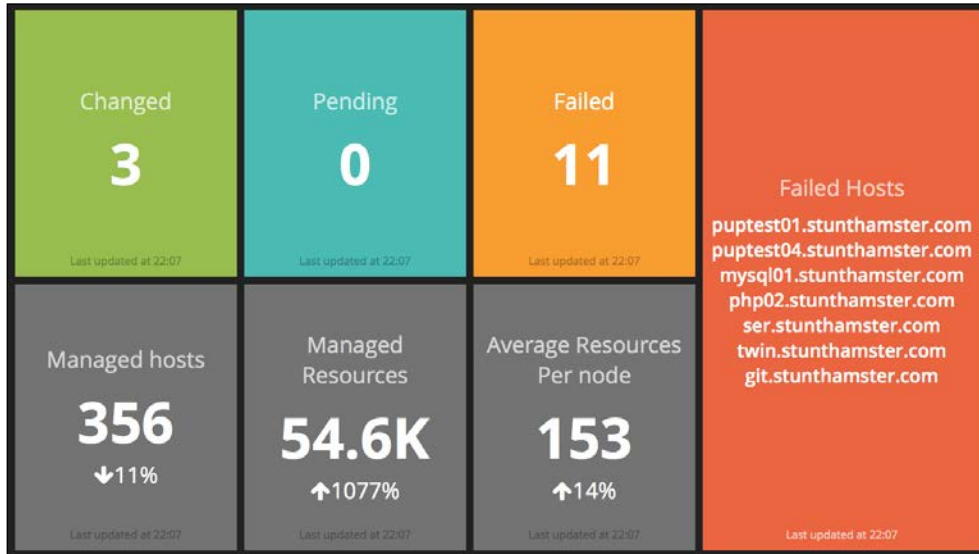 Changed
3
Last updated at 22:07
Pending
0
Last updated at 22:07
Failed
11
Last updated at 22:07
Failed Hosts
puptest01.stunthamster.com
puptest04.stunthamster.com
mysql01.stunthamster.com
php02.stunthamster.com
ser.stunthamster.com
twin.stunthamster.com
git.stunthamster.com
Last updated at 22:07
Managed hosts
356
↓11%
Last updated at 22:07
Managed
Resources
54.6K
↑1077%
Last updated at 22:07
Average Resources
Per node
153
↑14%
Last updated at 22:07